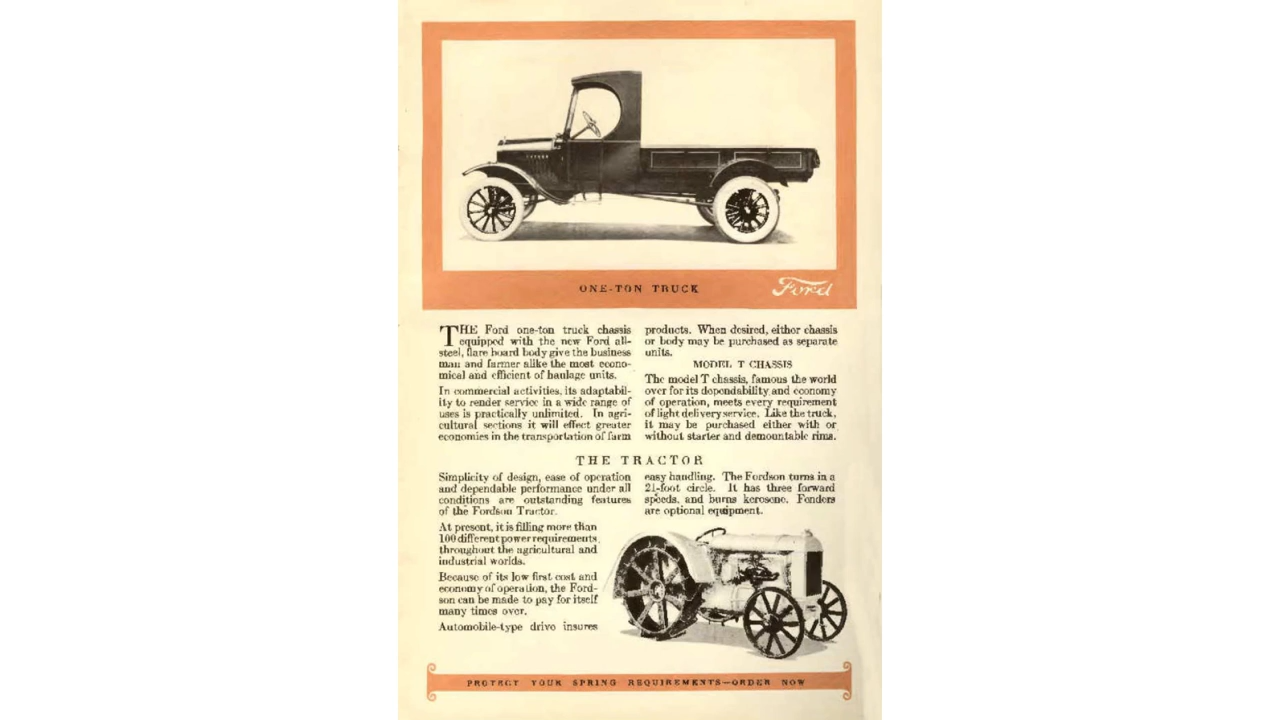 ONE-TON TRUCK
Ford
THE Ford one-ton truck chassis
equipped with the new Ford all-
steel, flare board body give the business
man and farmer alike the most econo-
mical and efficient of haulage units.
In commercial activities, its adaptabil-
ity to render service in a wide range of
uses is practically unlimited. In agri-
cultural sections it will effect greater
economies in the transportation of farm
products. When desired, either chassis
or body may be purchased as separate
units.
MODEL T CHASSIS
The model T chassis, famous the world
over for its dependability and economy
of operation, meets every requirement
of light delivery service. Like the truck,
it may be purchased either with or
without starter and demountable rims.
THE TRACTOR
Simplicity of design, ease of operation
and dependable performance under all
conditions are outstanding features
of the Fordson Tractor.
At present, it is filling more than
100 different power requirements,
throughout the agricultural and
industrial worlds.
Because of its low first cost and
economy of operation, the Ford-
son can be made to pay for itself
many times over.
Automobile-type drive insures
easy handling. The Fordson turns in a
21-foot circle. It has three forward
speeds, and burns kerosene. Fenders
are optional equipment.
PROTECT YOUR SPRING REQUIREMENTS—ORDER NOW